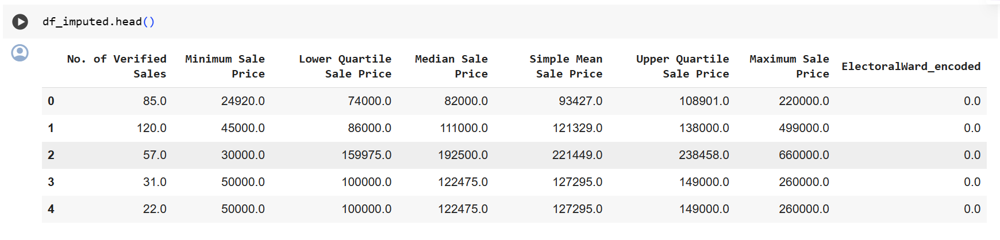 df_imputed.head()
No. of Verified Sales Minimum Sale Price Lower Quartile Sale Price Median Sale Price Simple Mean Sale Price Upper Quartile Sale Price Maximum Sale Price ElectoralWard_encoded
0 85.0 24920.0 74000.0 82000.0 93427.0 108901.0 220000.0 0.0
1 120.0 45000.0 86000.0 111000.0 121329.0 138000.0 499000.0 0.0
2 57.0 30000.0 159975.0 192500.0 221449.0 238458.0 660000.0 0.0
3 31.0 50000.0 100000.0 122475.0 127295.0 149000.0 260000.0 0.0
4 22.0 50000.0 100000.0 122475.0 127295.0 149000.0 260000.0 0.0